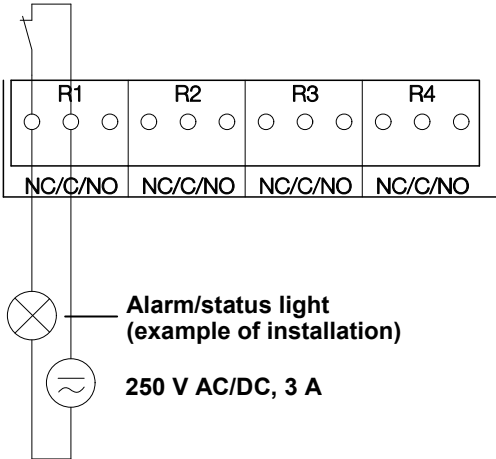 R1 R2 R3 R4
NC/C/NO NC/C/NO NC/C/NO NC/C/NO
Alarm/status light
(example of installation)
250 V AC/DC, 3 A